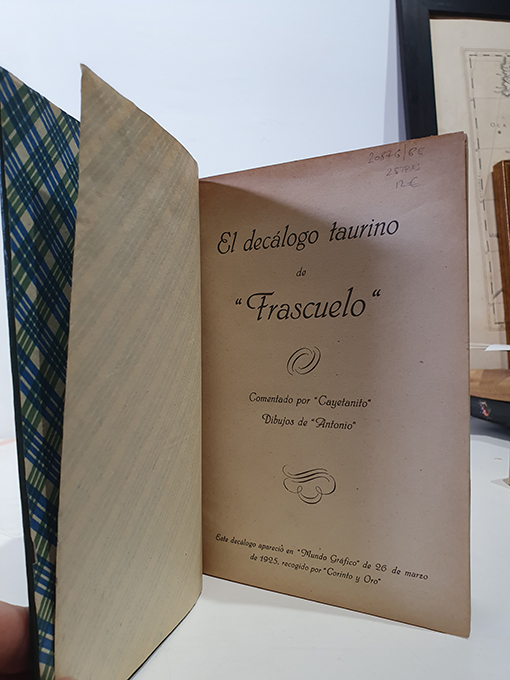 12 €
El decálogo taurino
de
“Frascuelo“
Comentado por “Cayetanito“
Dibujos de “Antonio“
Este decálogo apareció en “Mundo Gráfico“ de 26 de marzo
de 1925, recogido por “Corinto y Oro“